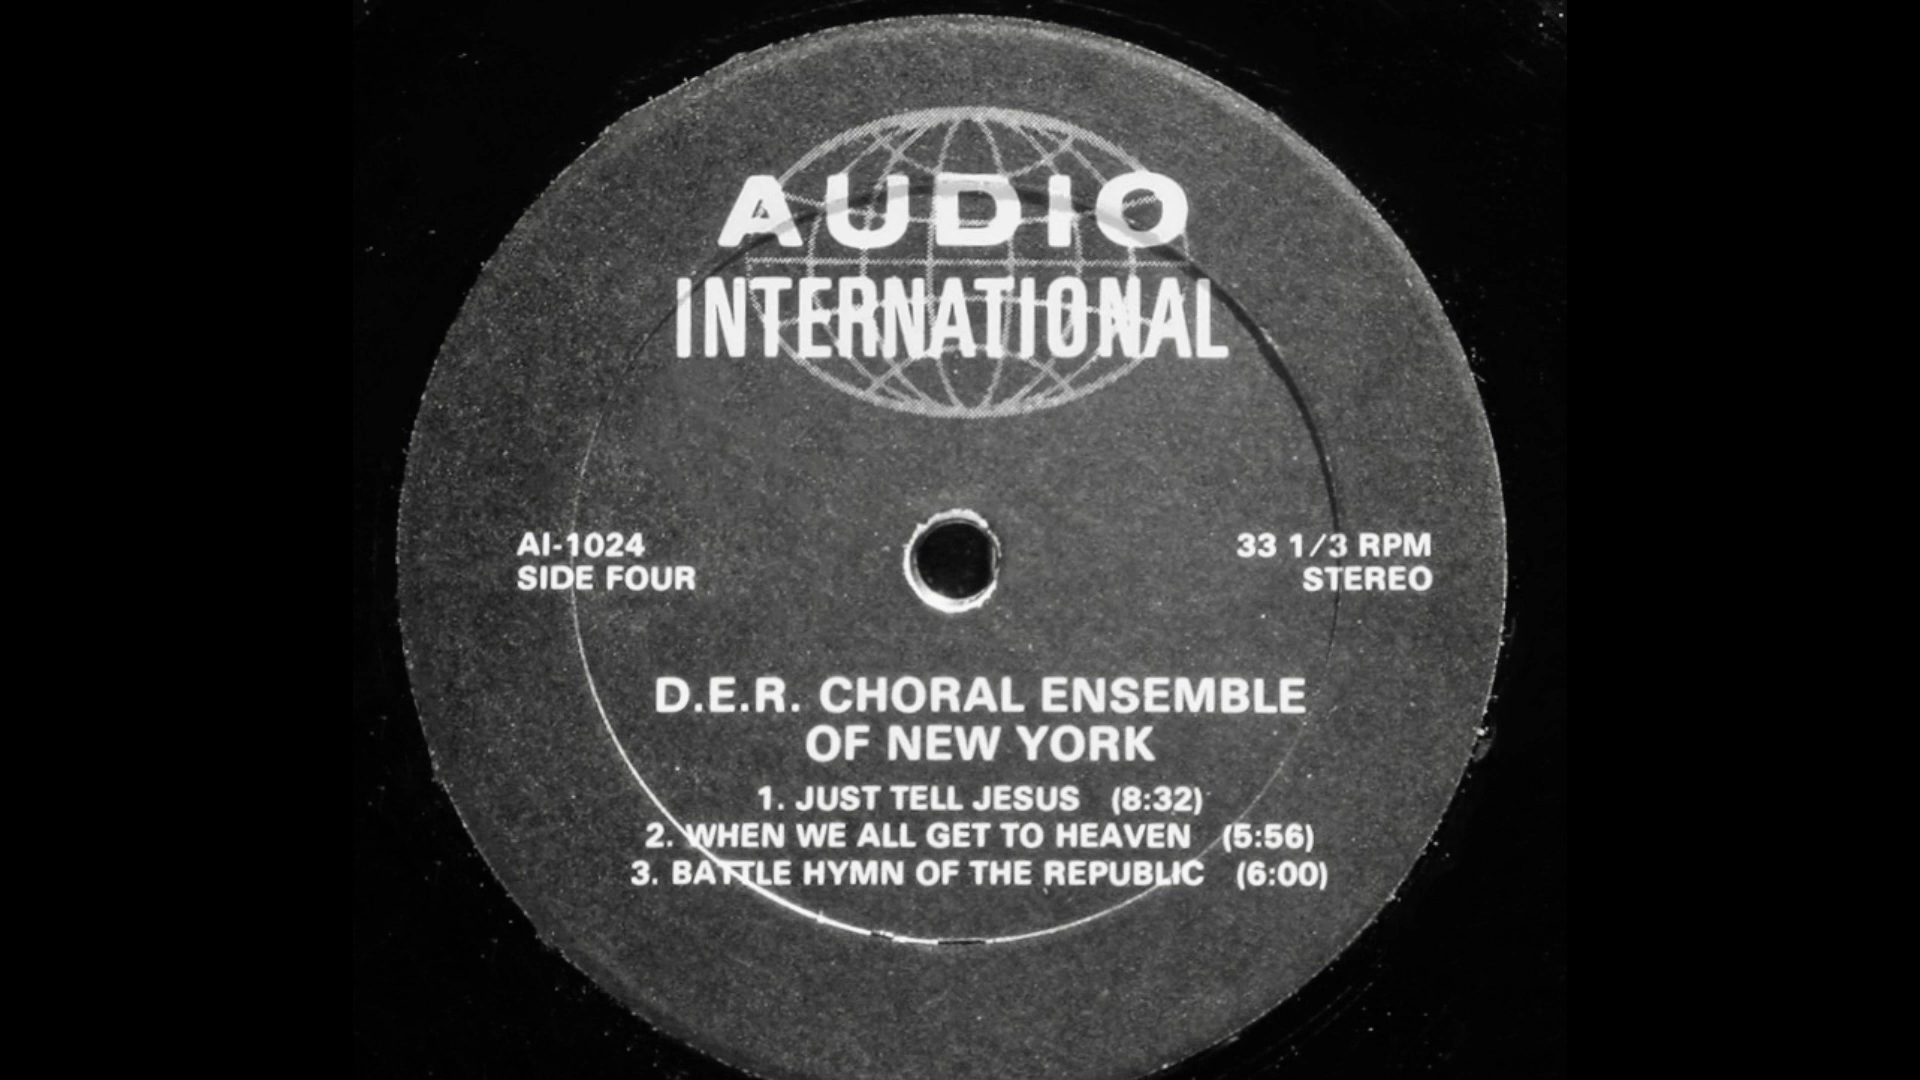 AUDIO
INTERNATIONAL
AI-1024
SIDE FOUR
33 1/3 RPM
STEREO
D.E.R. CHORAL ENSEMBLE
OF NEW YORK
1. JUST TELL JESUS (8:32)
2. WHEN WE ALL GET TO HEAVEN (5:56)
3. BATTLE HYMN OF THE REPUBLIC (6:00)